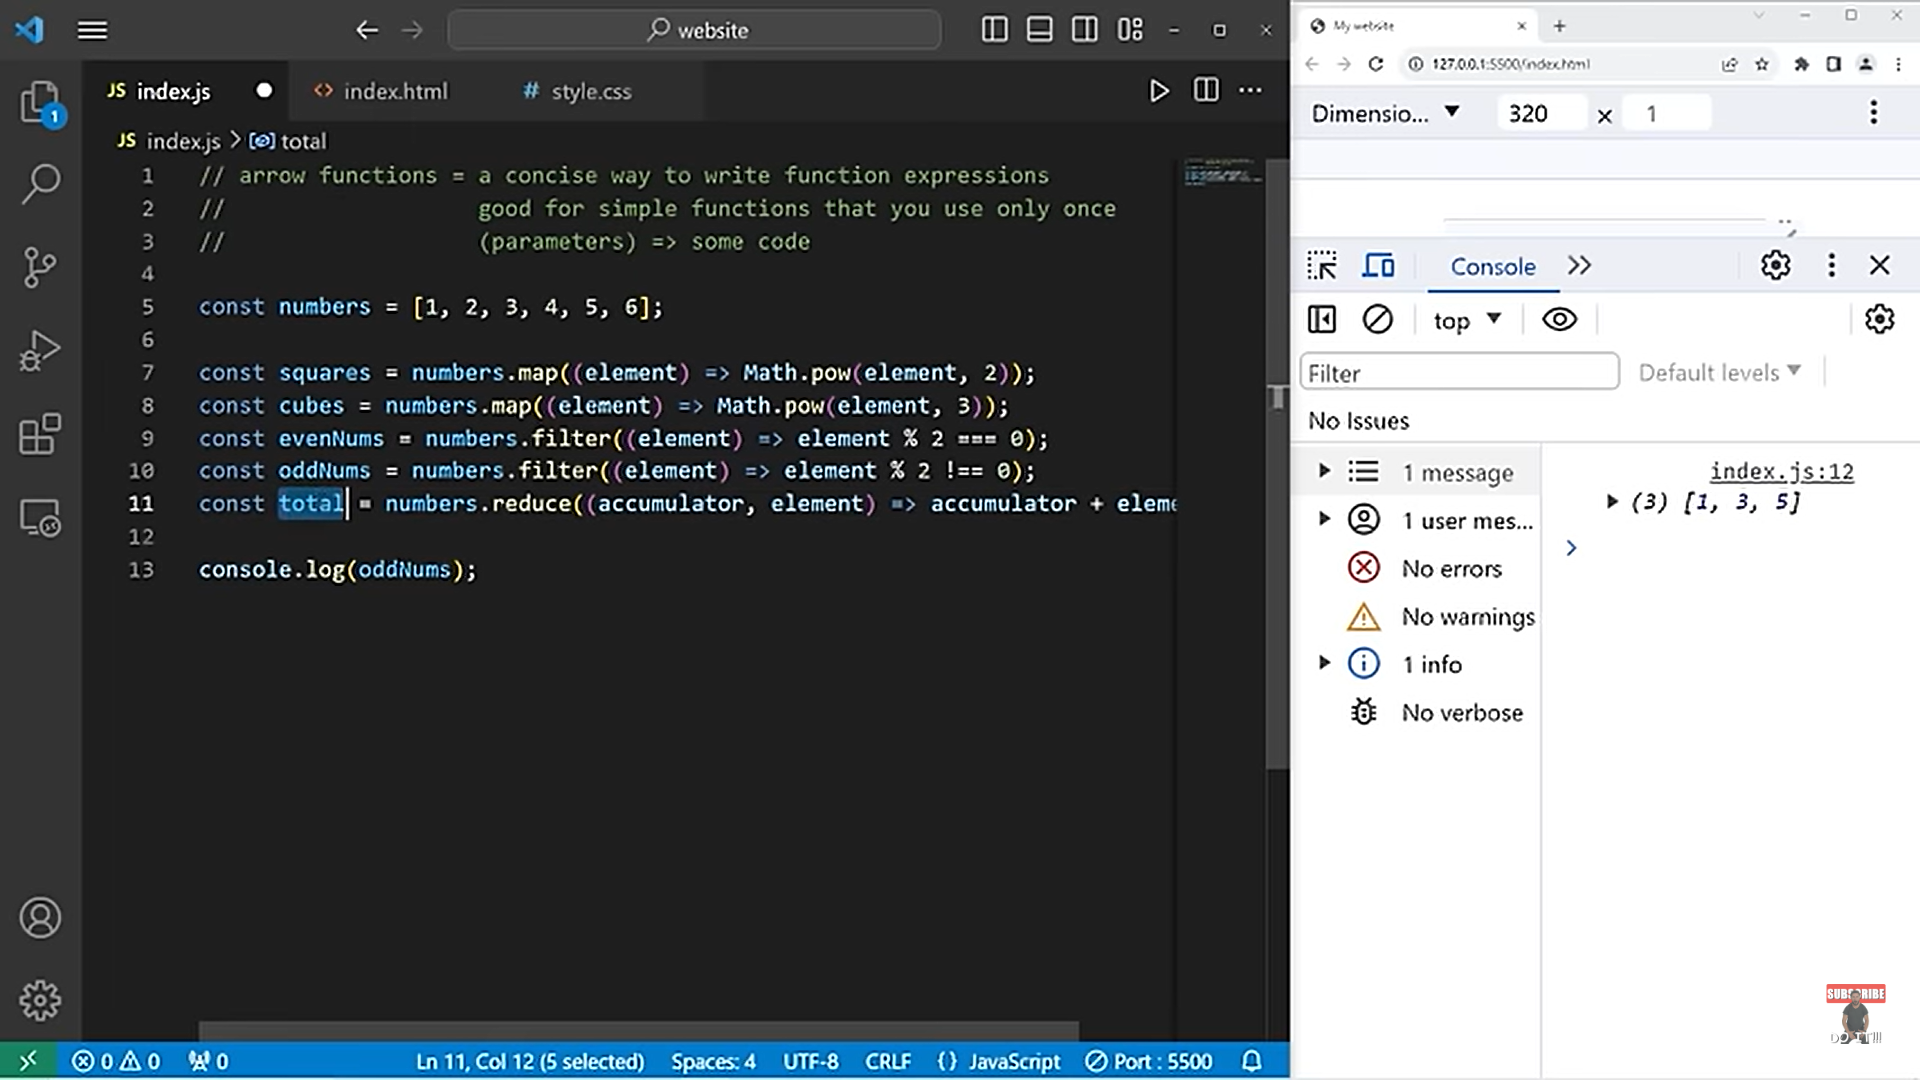 website
JS index.js
<> index.html
# style.css
JS index.js > total
1 // arrow functions = a concise way to write function expressions
2 // good for simple functions that you use only once
3 // (parameters) => some code
4
5 const numbers = [1, 2, 3, 4, 5, 6];
6
7 const squares = numbers.map((element) => Math.pow(element, 2));
8 const cubes = numbers.map((element) => Math.pow(element, 3));
9 const evenNums = numbers.filter((element) => element % 2 === 0);
10 const oddNums = numbers.filter((element) => element % 2 !== 0);
11 const total = numbers.reduce((accumulator, element) => accumulator + eleme
12
13 console.log(oddNums);
1
0 0 0
Ln 11, Col 12 (5 selected)
Spaces: 4
UTF-8
CRLF
{} JavaScript
Port : 5500
My website
127.0.0.1:5500/index.html
Dimensio... 320 × 1
Console
top
Filter
Default levels
No Issues
1 message
1 user mes...
No errors
No warnings
1 info
No verbose
index.js:12
(3) [1, 3, 5]
SUBSCRIBE
DO IT!!!